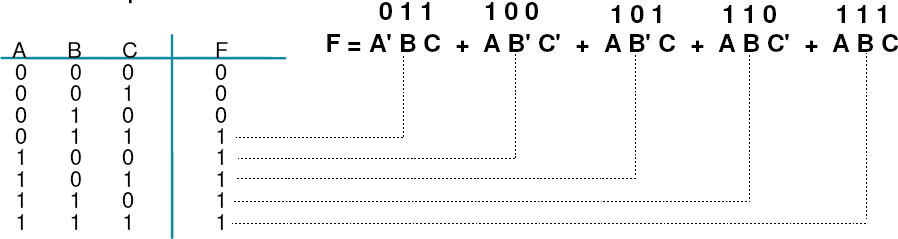 011 100 101 110 111
F = A' B C + A B' C' + A B' C + A B C' + A B C
A B C F
0 0 0 0
0 0 1 0
0 1 0 0
0 1 1 1
1 0 0 1
1 0 1 1
1 1 0 1
1 1 1 1